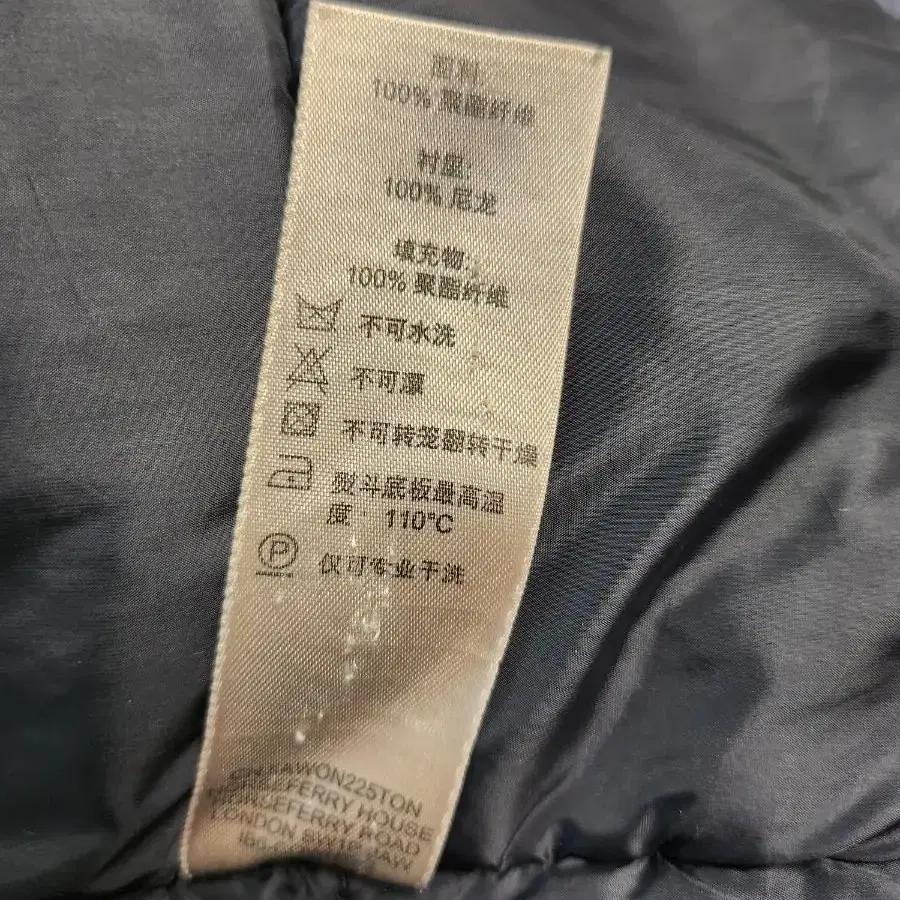 面料:
100% 聚酯纤维
衬里:
100% 尼龙
填充物:
100% 聚酯纤维
不可水洗
不可漂
不可转笼翻转干燥
熨斗底板最高温
度: 110°C
P
仅可专业干洗
HORSEFERRY HOUSE
HORSEFERRY ROAD
LONDON SW1P 2AW